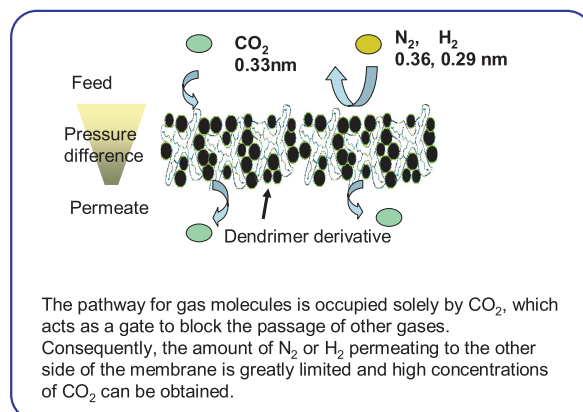 CO2 N2, H2
0.33nm 0.36, 0.29 nm
Feed
Pressure
difference
Permeate
Dendrimer derivative
The pathway for gas molecules is occupied solely by CO2, which
acts as a gate to block the passage of other gases.
Consequently, the amount of N2 or H2 permeating to the other
side of the membrane is greatly limited and high concentrations
of CO2 can be obtained.